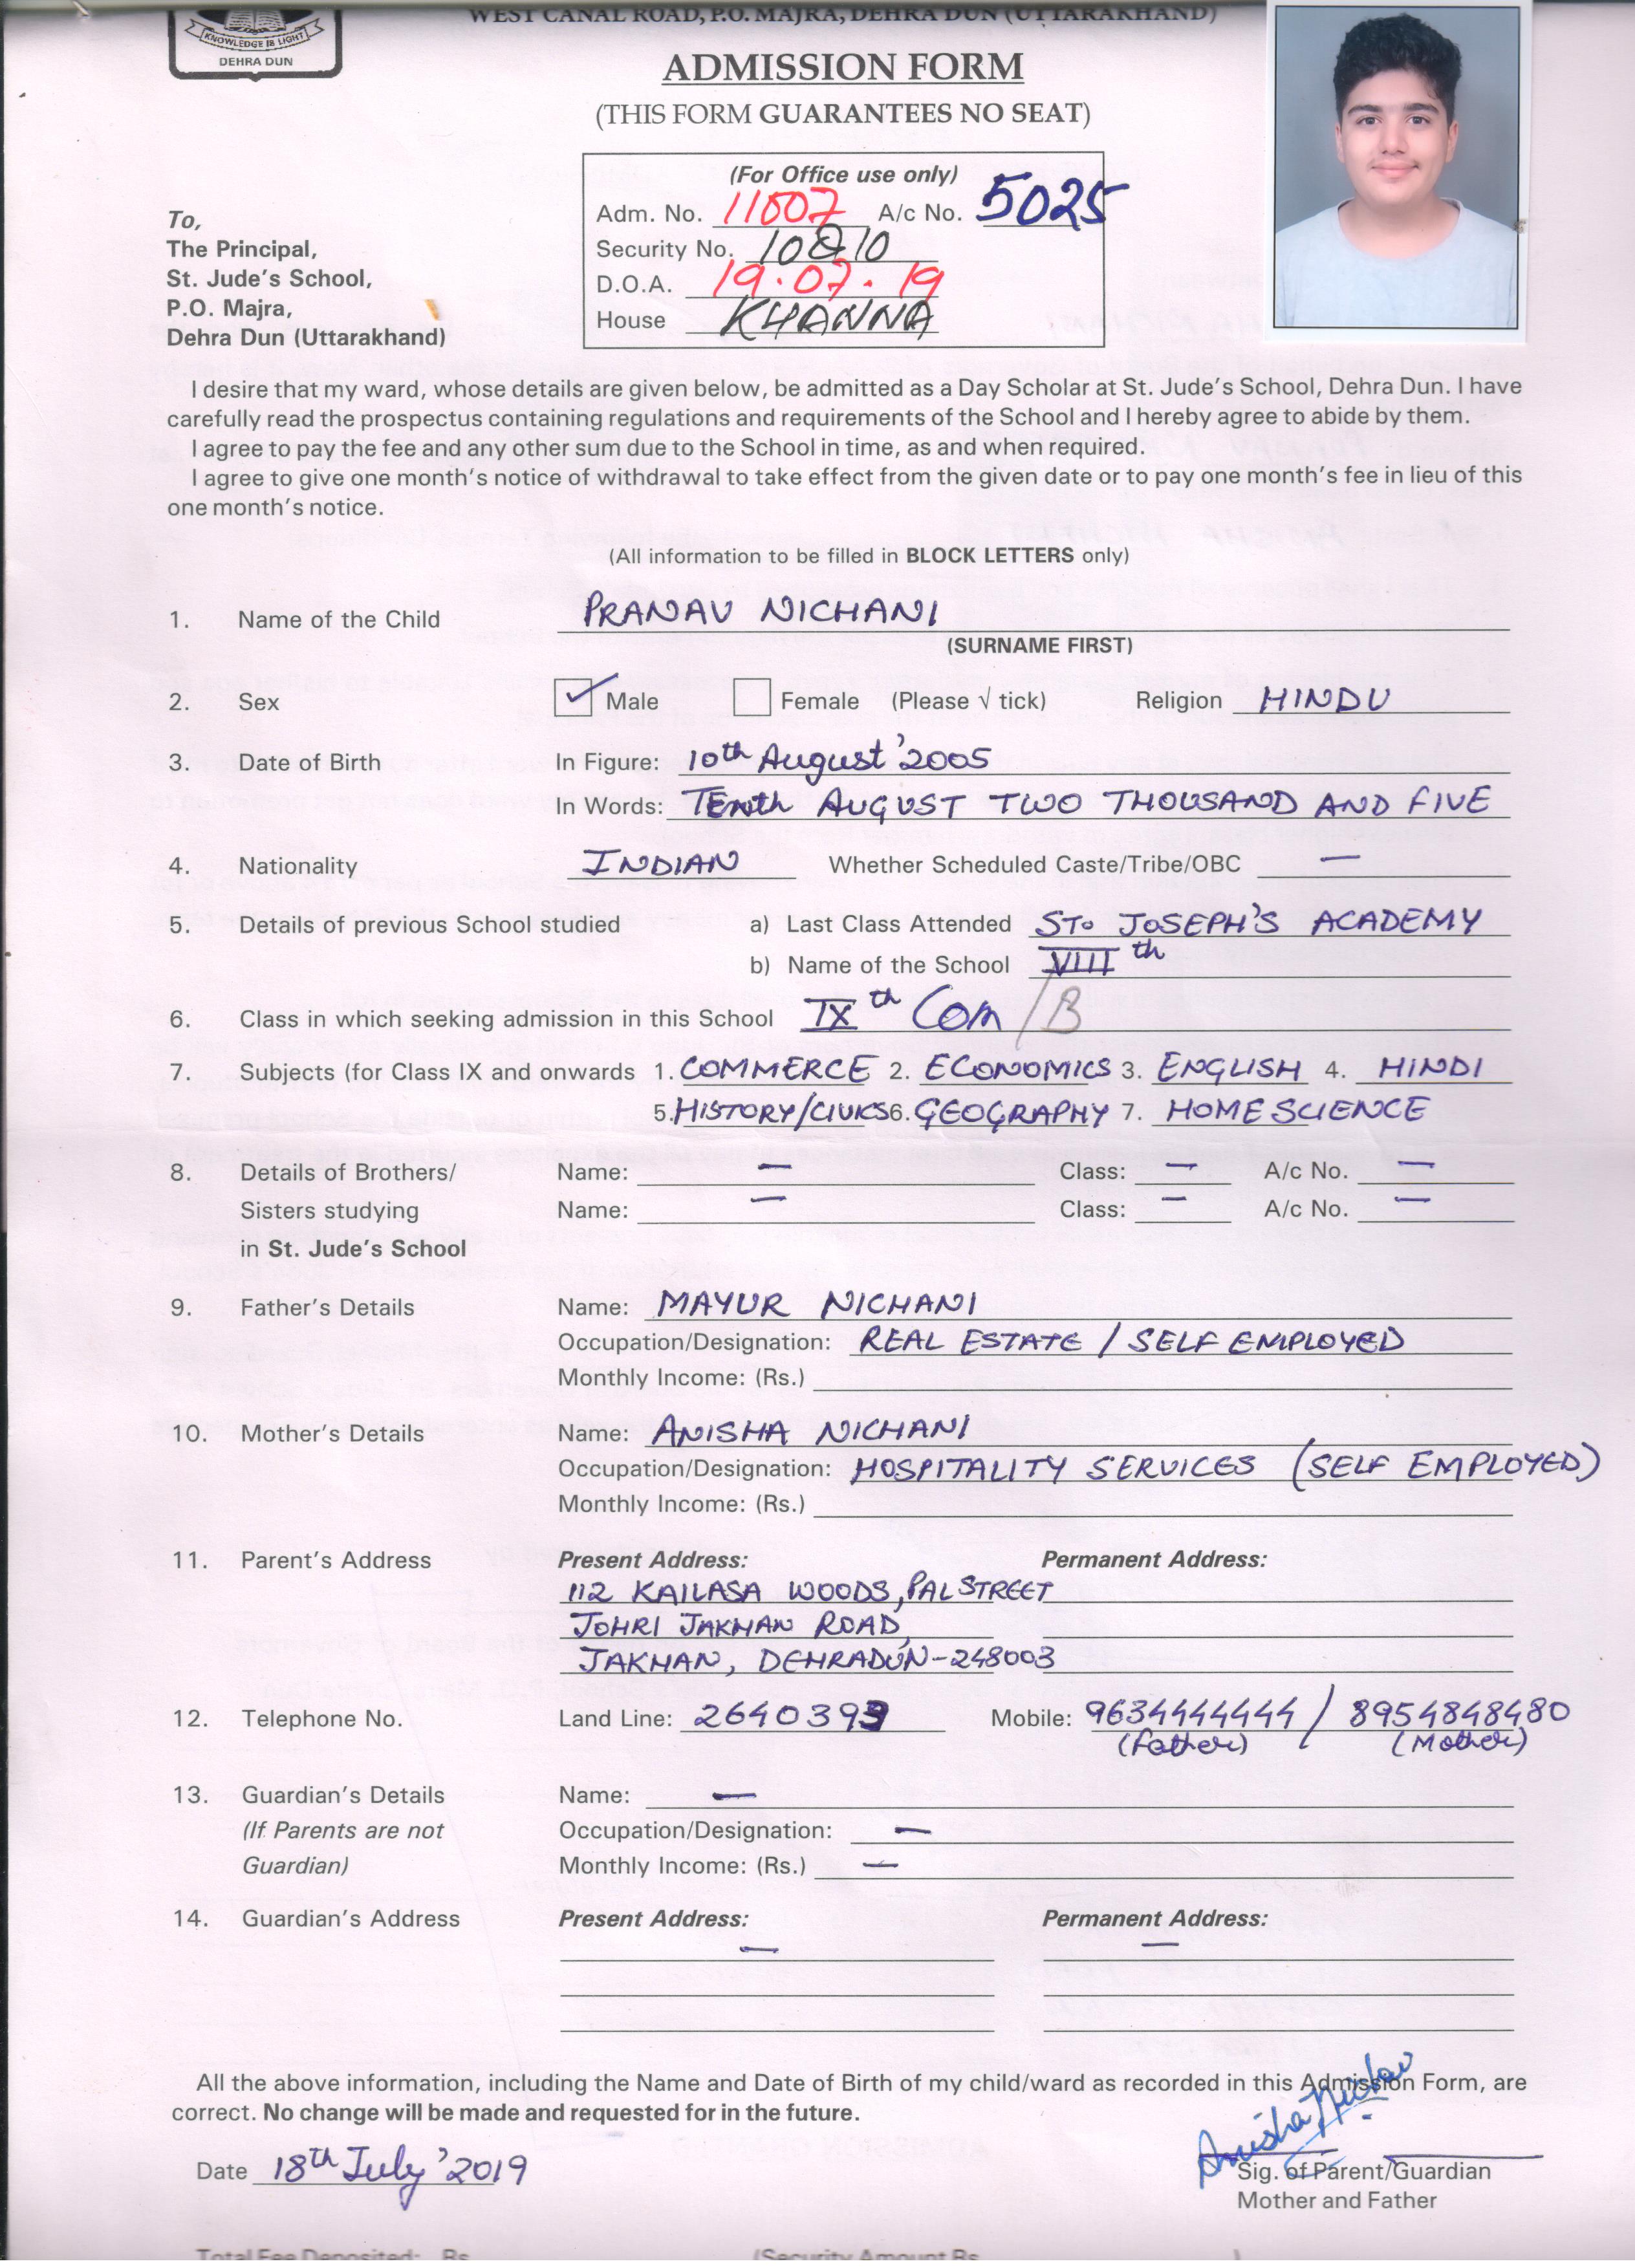 WEST CANAL ROAD, P.O. MAJRA, DEHRA DUN (UTTARAKHAND)
KNOWLEDGE IS LIGHT
DEHRA DUN
ADMISSION FORM
(THIS FORM GUARANTEES NO SEAT)
(For Office use only)
Adm. No. 11007 A/c No. 5025
Security No. 10010
D.O.A. 19.07.19
House KHANNA
To,
The Principal,
St. Jude's School,
P.O. Majra,
Dehra Dun (Uttarakhand)
I desire that my ward, whose details are given below, be admitted as a Day Scholar at St. Jude's School, Dehra Dun. I have
carefully read the prospectus containing regulations and requirements of the School and I hereby agree to abide by them.
I agree to pay the fee and any other sum due to the School in time, as and when required.
I agree to give one month's notice of withdrawal to take effect from the given date or to pay one month's fee in lieu of this
one month's notice.
(All information to be filled in BLOCK LETTERS only)
1. Name of the Child PRANAV NICHANI
(SURNAME FIRST)
2. Sex ✓ Male Female (Please √ tick) Religion HINDU
3. Date of Birth In Figure: 10th August'2005
In Words: TENTH AUGUST TWO THOUSAND AND FIVE
4. Nationality INDIAN Whether Scheduled Caste/Tribe/OBC —
5. Details of previous School studied a) Last Class Attended ST. JOSEPH'S ACADEMY
b) Name of the School VIII th
6. Class in which seeking admission in this School IXth Com / B
7. Subjects (for Class IX and onwards 1. COMMERCE 2. ECONOMICS 3. ENGLISH 4. HINDI
5. HISTORY/CIVICS 6. GEOGRAPHY 7. HOME SCIENCE
8. Details of Brothers/ Name: — Class: — A/c No. —
Sisters studying Name: — Class: — A/c No. —
in St. Jude's School
9. Father's Details Name: MAYUR NICHANI
Occupation/Designation: REAL ESTATE / SELF EMPLOYED
Monthly Income: (Rs.)
10. Mother's Details Name: ANISHA NICHANI
Occupation/Designation: HOSPITALITY SERVICES (SELF EMPLOYED)
Monthly Income: (Rs.)
11. Parent's Address Present Address: Permanent Address:
112 KAILASA WOODS, PAL STREET
JOHRI JAKHAN ROAD,
JAKHAN, DEHRADUN-248003
12. Telephone No. Land Line: 2640393 Mobile: 9634444444 / 8954848480
(Father) (Mother)
13. Guardian's Details Name: —
(If Parents are not Occupation/Designation: —
Guardian) Monthly Income: (Rs.) —
14. Guardian's Address Present Address: Permanent Address:
— —
All the above information, including the Name and Date of Birth of my child/ward as recorded in this Admission Form, are
correct. No change will be made and requested for in the future.
Anisha Nichani
Date 18th July'2019
Sig. of Parent/Guardian
Mother and Father
Total Fee Deposited: Rs. (Security Amount Rs. )